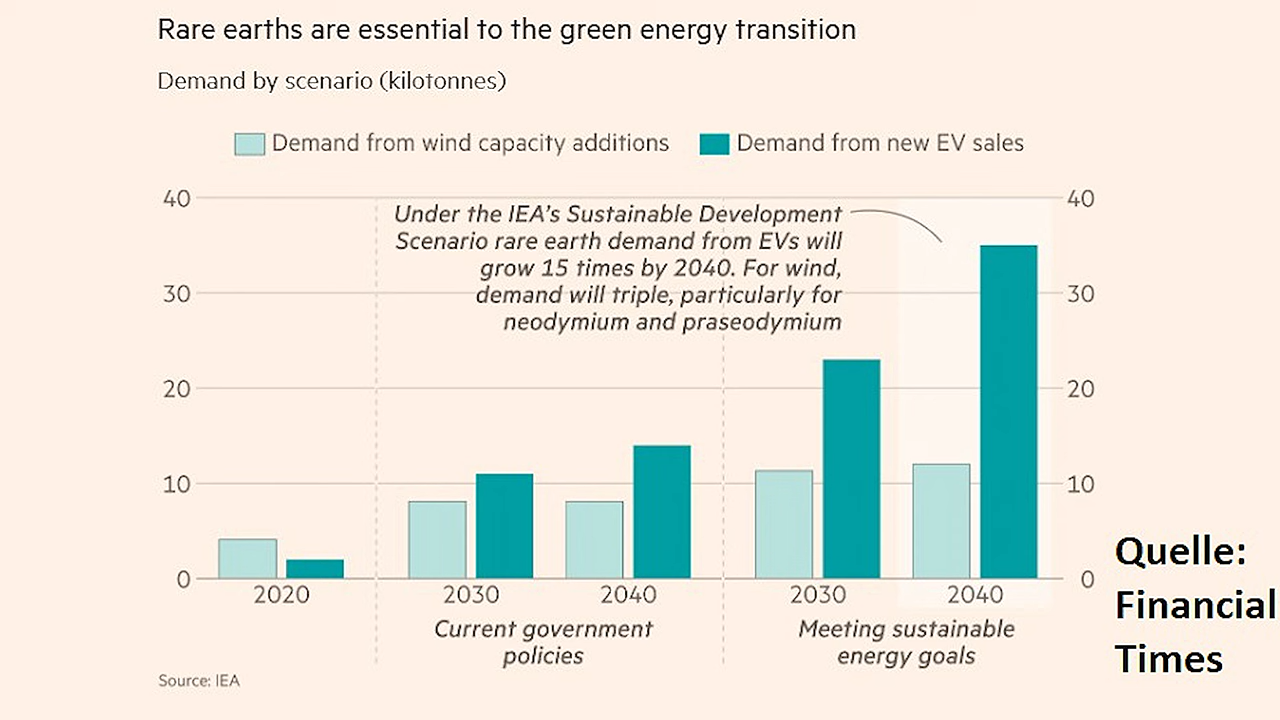 Rare earths are essential to the green energy transition
Demand by scenario (kilotonnes)
Demand from wind capacity additions
Demand from new EV sales
40
40
Under the IEA's Sustainable Development
Scenario rare earth demand from EVs will
grow 15 times by 2040. For wind,
demand will triple, particularly for
neodymium and praseodymium
30
30
20
20
10
10
0
0
2020
2030
2040
2030
2040
Current government
policies
Meeting sustainable
energy goals
Source: IEA
Quelle:
Financial
Times